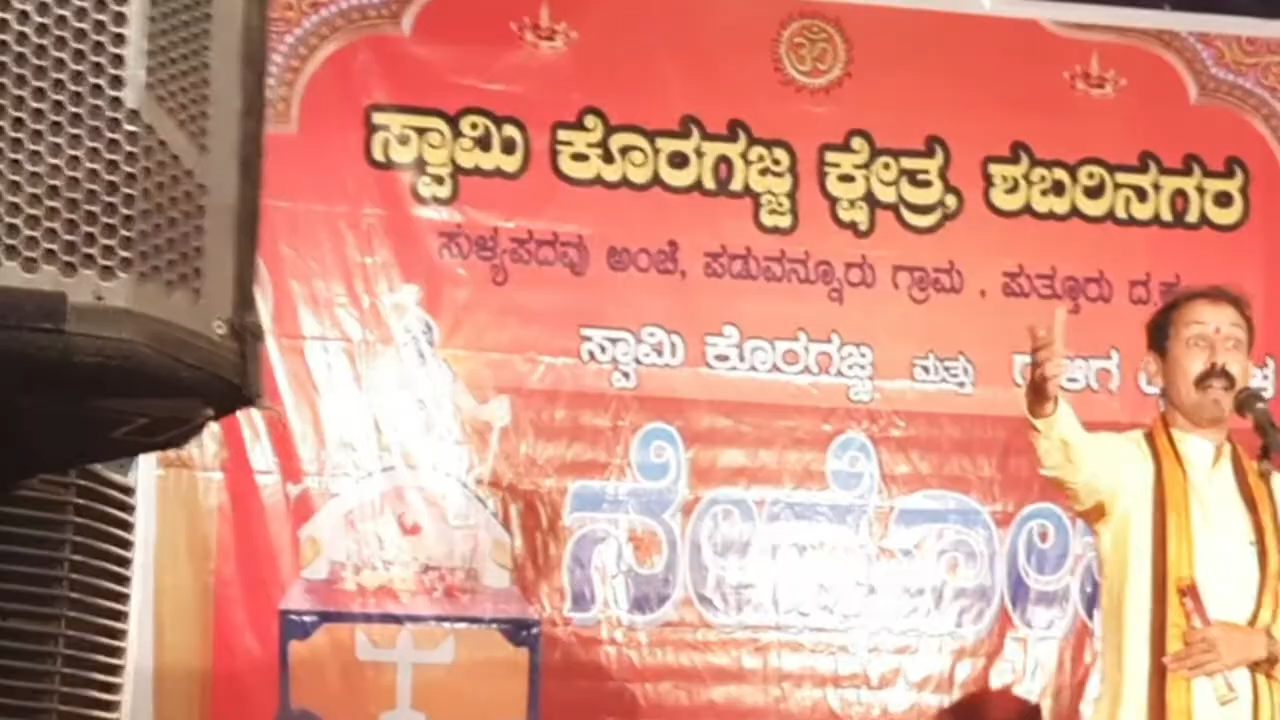 ॐ
ಸ್ವಾಮಿ ಕೊರಗಜ್ಜ ಕ್ಷೇತ್ರ, ಶಬರಿನಗರ
ಸುಳ್ಯಪದವು ಅಂಚೆ, ಪಡುವನ್ನೂರು ಗ್ರಾಮ , ಪುತ್ತೂರು ದ.ಕ
ಸ್ವಾಮಿ ಕೊರಗಜ್ಜ ಮತ್ತು
ನೇಮೋ